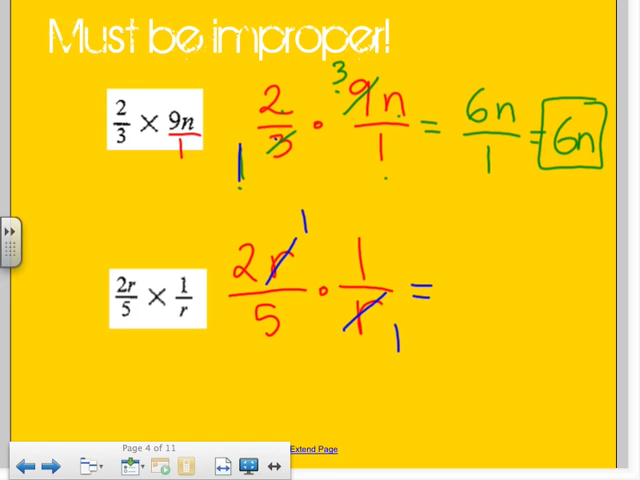 Must be improper!
2/3 × 9n/1 2/3 · 9n/1 = 6n/1 = 6n
3
1
2r/5 × 1/r 2r/5 · 1/r =
1
1
Page 4 of 11
Extend Page